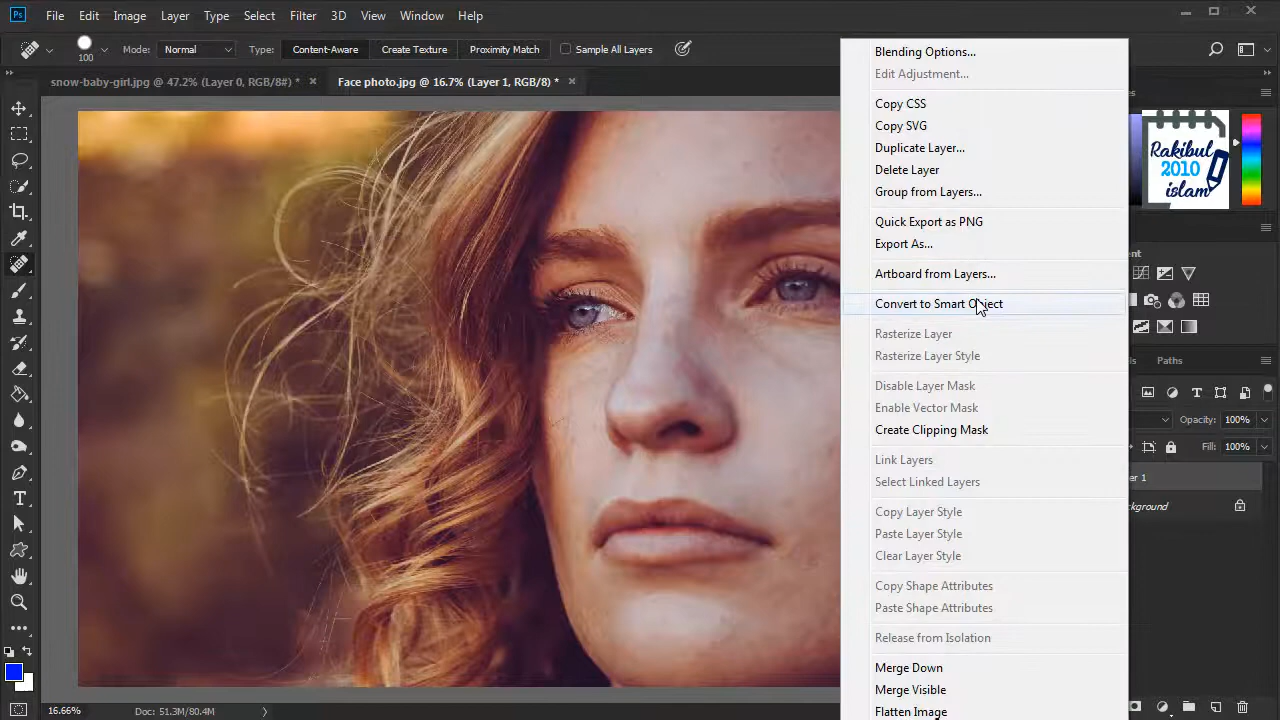 Ps File Edit Image Layer Type Select Filter 3D View Window Help
100 Mode: Normal Type: Content-Aware Create Texture Proximity Match Sample All Layers
snow-baby-girl.jpg @ 47.2% (Layer 0, RGB/8#) *
Face photo.jpg @ 16.7% (Layer 1, RGB/8) *
Blending Options...
Edit Adjustment...
Copy CSS
Copy SVG
Duplicate Layer...
Delete Layer
Group from Layers...
Quick Export as PNG
Export As...
Artboard from Layers...
Convert to Smart Object
Rasterize Layer
Rasterize Layer Style
Disable Layer Mask
Enable Vector Mask
Create Clipping Mask
Link Layers
Select Linked Layers
Copy Layer Style
Paste Layer Style
Clear Layer Style
Copy Shape Attributes
Paste Shape Attributes
Release from Isolation
Merge Down
Merge Visible
Flatten Image
Rakibul
2010
islam
Paths
Opacity: 100%
Fill: 100%
er 1
kground
16.66% Doc: 51.3M/80.4M